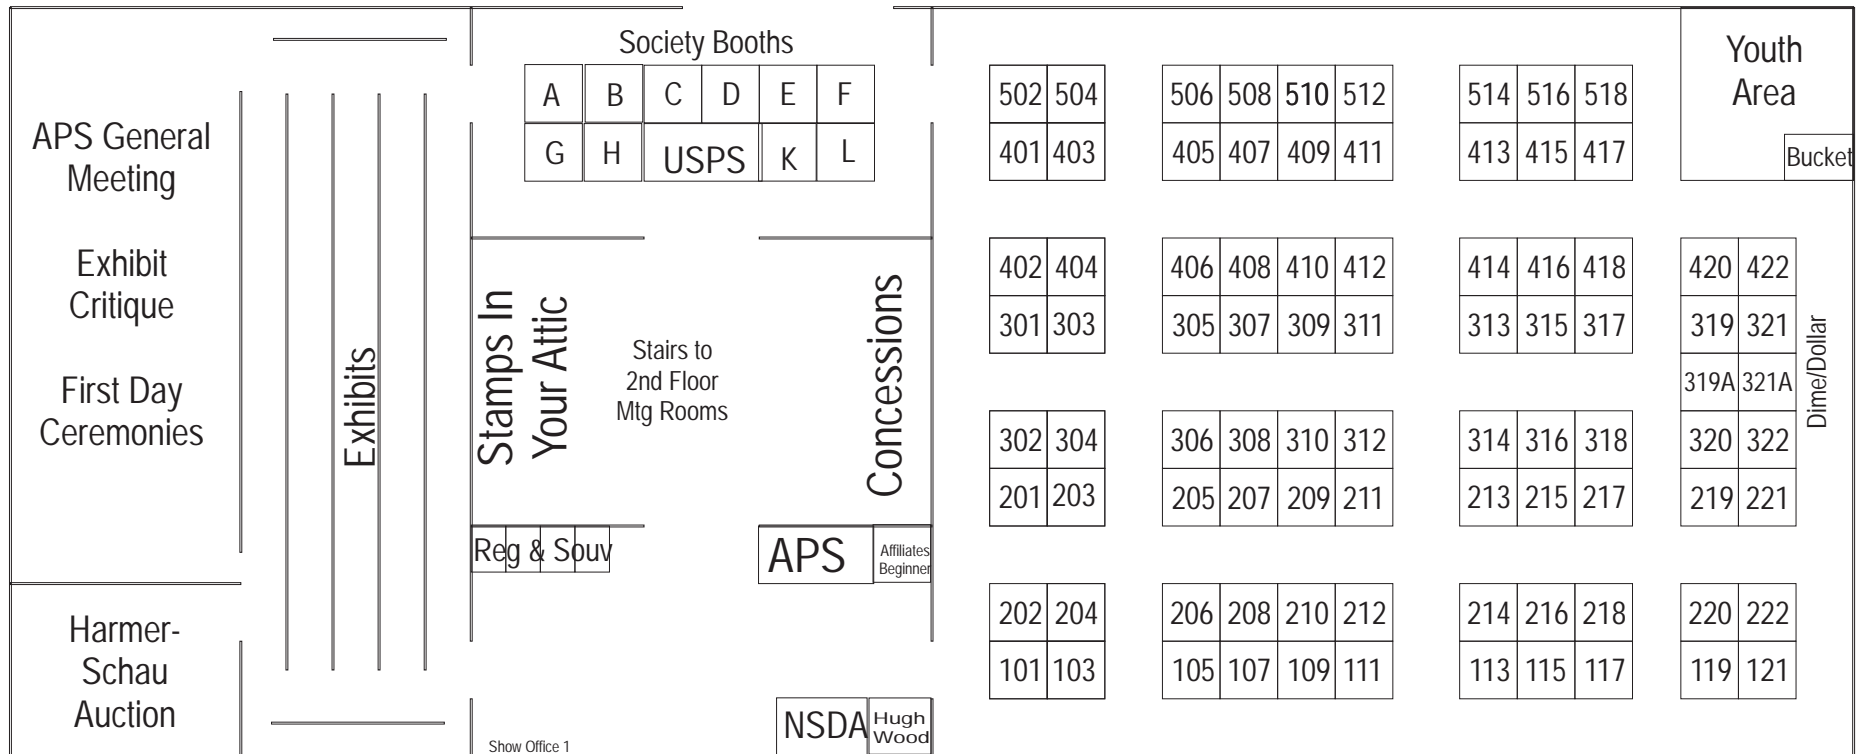 Society Booths
A B C D E F
G H USPS K L
APS General
Meeting
Exhibit
Critique
First Day
Ceremonies
Harmer-
Schau
Auction
Exhibits
Stamps In
Your Attic
Stairs to
2nd Floor
Mtg Rooms
Concessions
Reg & Souv
APS
Affiliates
Beginner
NSDA
Hugh
Wood
Show Office 1
502 504 506 508 510 512 514 516 518
401 403 405 407 409 411 413 415 417
Youth
Area
Bucket
402 404 406 408 410 412 414 416 418 420 422
301 303 305 307 309 311 313 315 317 319 321
319A 321A
Dime/Dollar
302 304 306 308 310 312 314 316 318 320 322
201 203 205 207 209 211 213 215 217 219 221
202 204 206 208 210 212 214 216 218 220 222
101 103 105 107 109 111 113 115 117 119 121